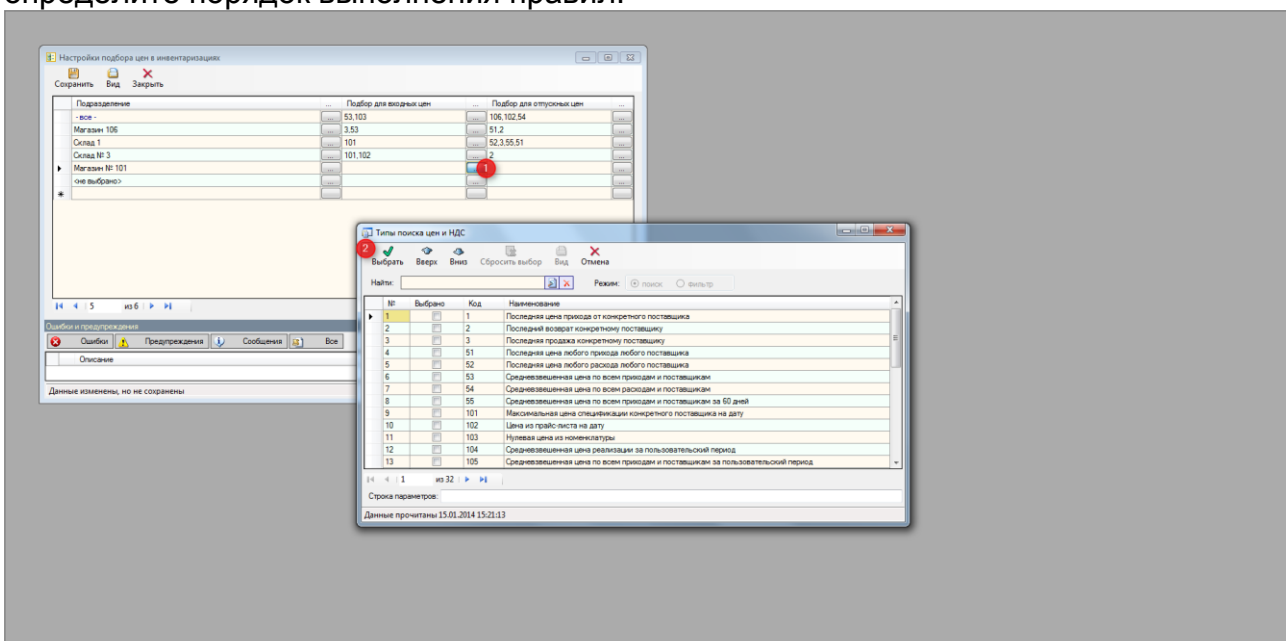 определите порядок выполнения правил.
Настройки подбора цен в инвентаризациях
Сохранить Вид Закрыть
Подразделение ... Подбор для входных цен ... Подбор для отпускных цен ...
- все - ... 53,103 ... 106,102,54 ...
Магазин 106 ... 3,53 ... 51,2 ...
Склад 1 ... 101 ... 52,3,55,51 ...
Склад № 3 ... 101,102 ... 2 ...
Магазин № 101 ... 1 ...
<не выбрано> ... ... ...
5 из 6
Ошибки и предупреждения
Ошибки Предупреждения Сообщения Все
Описание
Данные изменены, но не сохранены
Типы поиска цен и НДС
2
Выбрать Вверх Вниз Сбросить выбор Вид Отмена
Найти: Режим: поиск фильтр
№ Выбрано Код Наименование
1 1 Последняя цена прихода от конкретного поставщика
2 2 Последний возврат конкретному поставщику
3 3 Последняя продажа конкретному поставщику
4 51 Последняя цена любого прихода любого поставщика
5 52 Последняя цена любого расхода любого поставщика
6 53 Средневзвешенная цена по всем приходам и поставщикам
7 54 Средневзвешенная цена по всем расходам и поставщикам
8 55 Средневзвешенная цена по всем приходам и поставщикам за 60 дней
9 101 Максимальная цена спецификации конкретного поставщика на дату
10 102 Цена из прайс-листа на дату
11 103 Нулевая цена из номенклатуры
12 104 Средневзвешенная цена реализации за пользовательский период
13 105 Средневзвешенная цена по всем приходам и поставщикам за пользовательский период
1 из 32
Строка параметров:
Данные прочитаны 15.01.2014 15:21:13